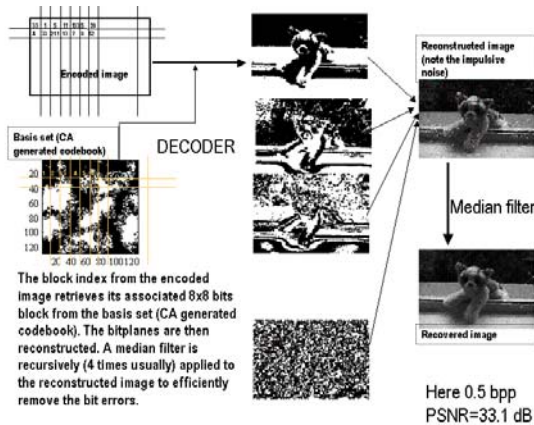 Encoded image
Basis set (CA
generated codebook)
20
40
60
80
100
120
20 40 60 80 100 120
DECODER
The block index from the encoded
image retrieves its associated 8x8 bits
block from the basis set (CA generated
codebook). The bitplanes are then
reconstructed. A median filter is
recursively (4 times usually) applied to
the reconstructed image to efficiently
remove the bit errors.
Reconstructed image
(note the impulsive
noise)
Median filter
Recovered image
Here 0.5 bpp
PSNR=33.1 dB